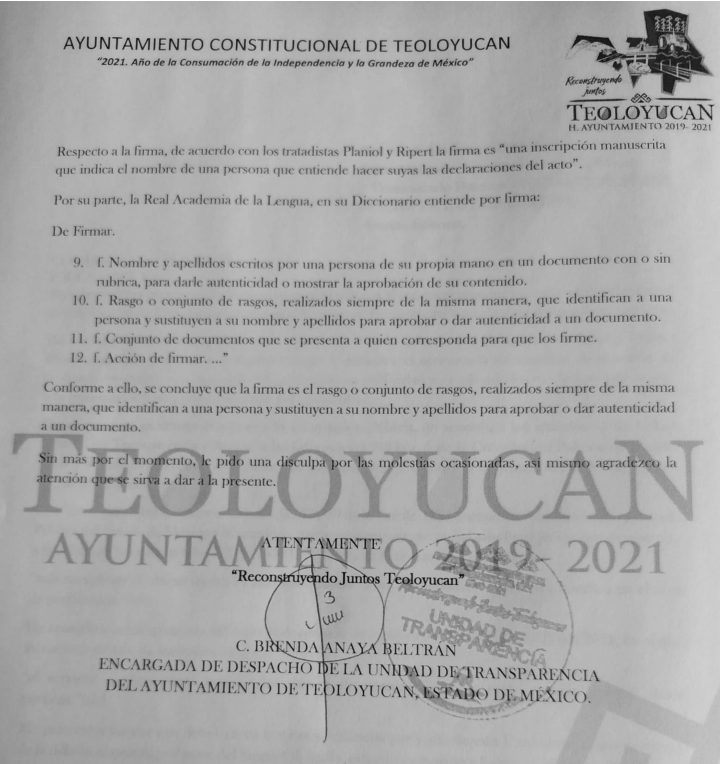 AYUNTAMIENTO CONSTITUCIONAL DE TEOLOYUCAN
"2021. Año de la Consumación de la Independencia y la Grandeza de México"
Reconstruyendo
juntos
TEOLOYUCAN
H. AYUNTAMIENTO 2019- 2021
Respecto a la firma, de acuerdo con los tratadistas Planiol y Ripert la firma es "una inscripción manuscrita
que indica el nombre de una persona que entiende hacer suyas las declaraciones del acto".
Por su parte, la Real Academia de la Lengua, en su Diccionario entiende por firma:
De Firmar.
9. f. Nombre y apellidos escritos por una persona de su propia mano en un documento con o sin
rubrica, para darle autenticidad o mostrar la aprobación de su contenido.
10. f. Rasgo o conjunto de rasgos, realizados siempre de la misma manera, que identifican a una
persona y sustituyen a su nombre y apellidos para aprobar o dar autenticidad a un documento.
11. f. Conjunto de documentos que se presenta a quien corresponda para que los firme.
12. f. Acción de firmar. ..."
Conforme a ello, se concluye que la firma es el rasgo o conjunto de rasgos, realizados siempre de la misma
manera, que identifican a una persona y sustituyen a su nombre y apellidos para aprobar o dar autenticidad
a un documento.
Sin más por el momento, le pido una disculpa por las molestias ocasionadas, así mismo agradezco la
atención que se sirva a dar a la presente.
TEOLOYUCAN
AYUNTAMIENTO 2019- 2021
ATENTAMENTE
"Reconstruyendo Juntos Teoloyucan"
UNIDAD DE
TRANSPARENCIA
C. BRENDA ANAYA BELTRÁN
ENCARGADA DE DESPACHO DE LA UNIDAD DE TRANSPARENCIA
DEL AYUNTAMIENTO DE TEOLOYUCAN, ESTADO DE MÉXICO.